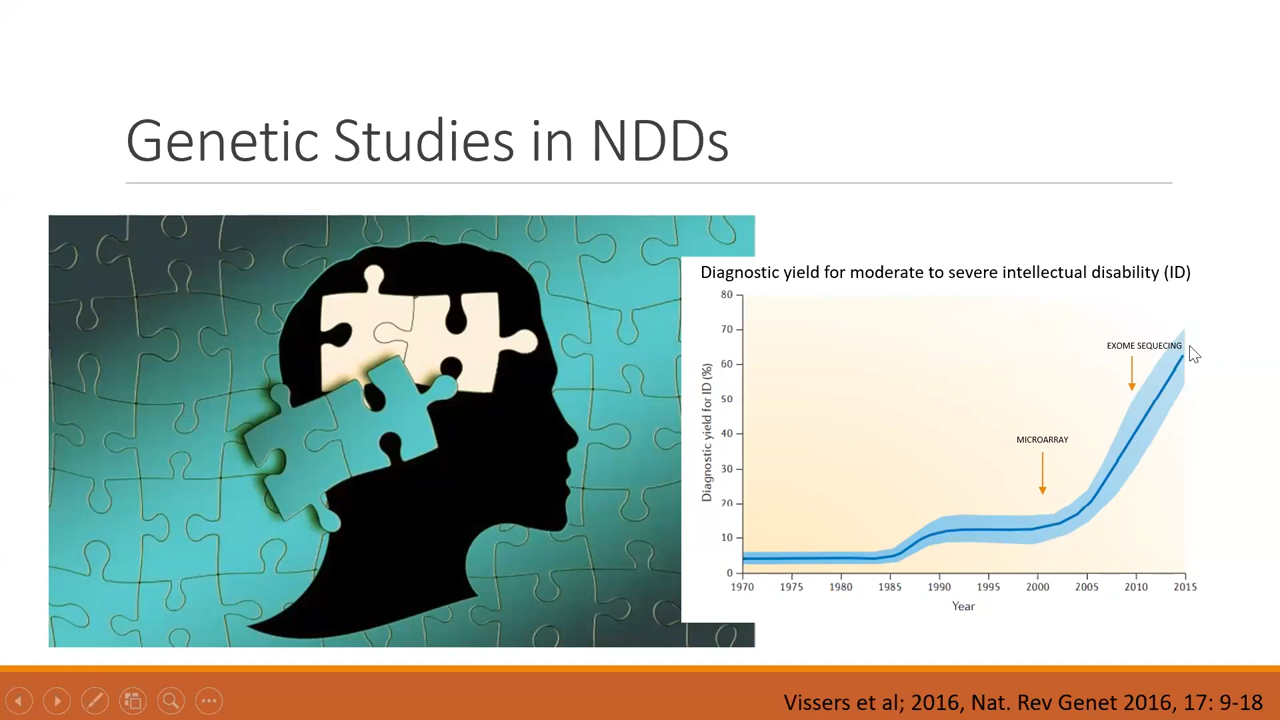 Genetic Studies in NDDs
Diagnostic yield for moderate to severe intellectual disability (ID)
80
70
60
50
40
30
20
10
0
Diagnostic yield for ID (%)
EXOME SEQUECING
MICROARRAY
1970 1975 1980 1985 1990 1995 2000 2005 2010 2015
Year
Vissers et al; 2016, Nat. Rev Genet 2016, 17: 9-18